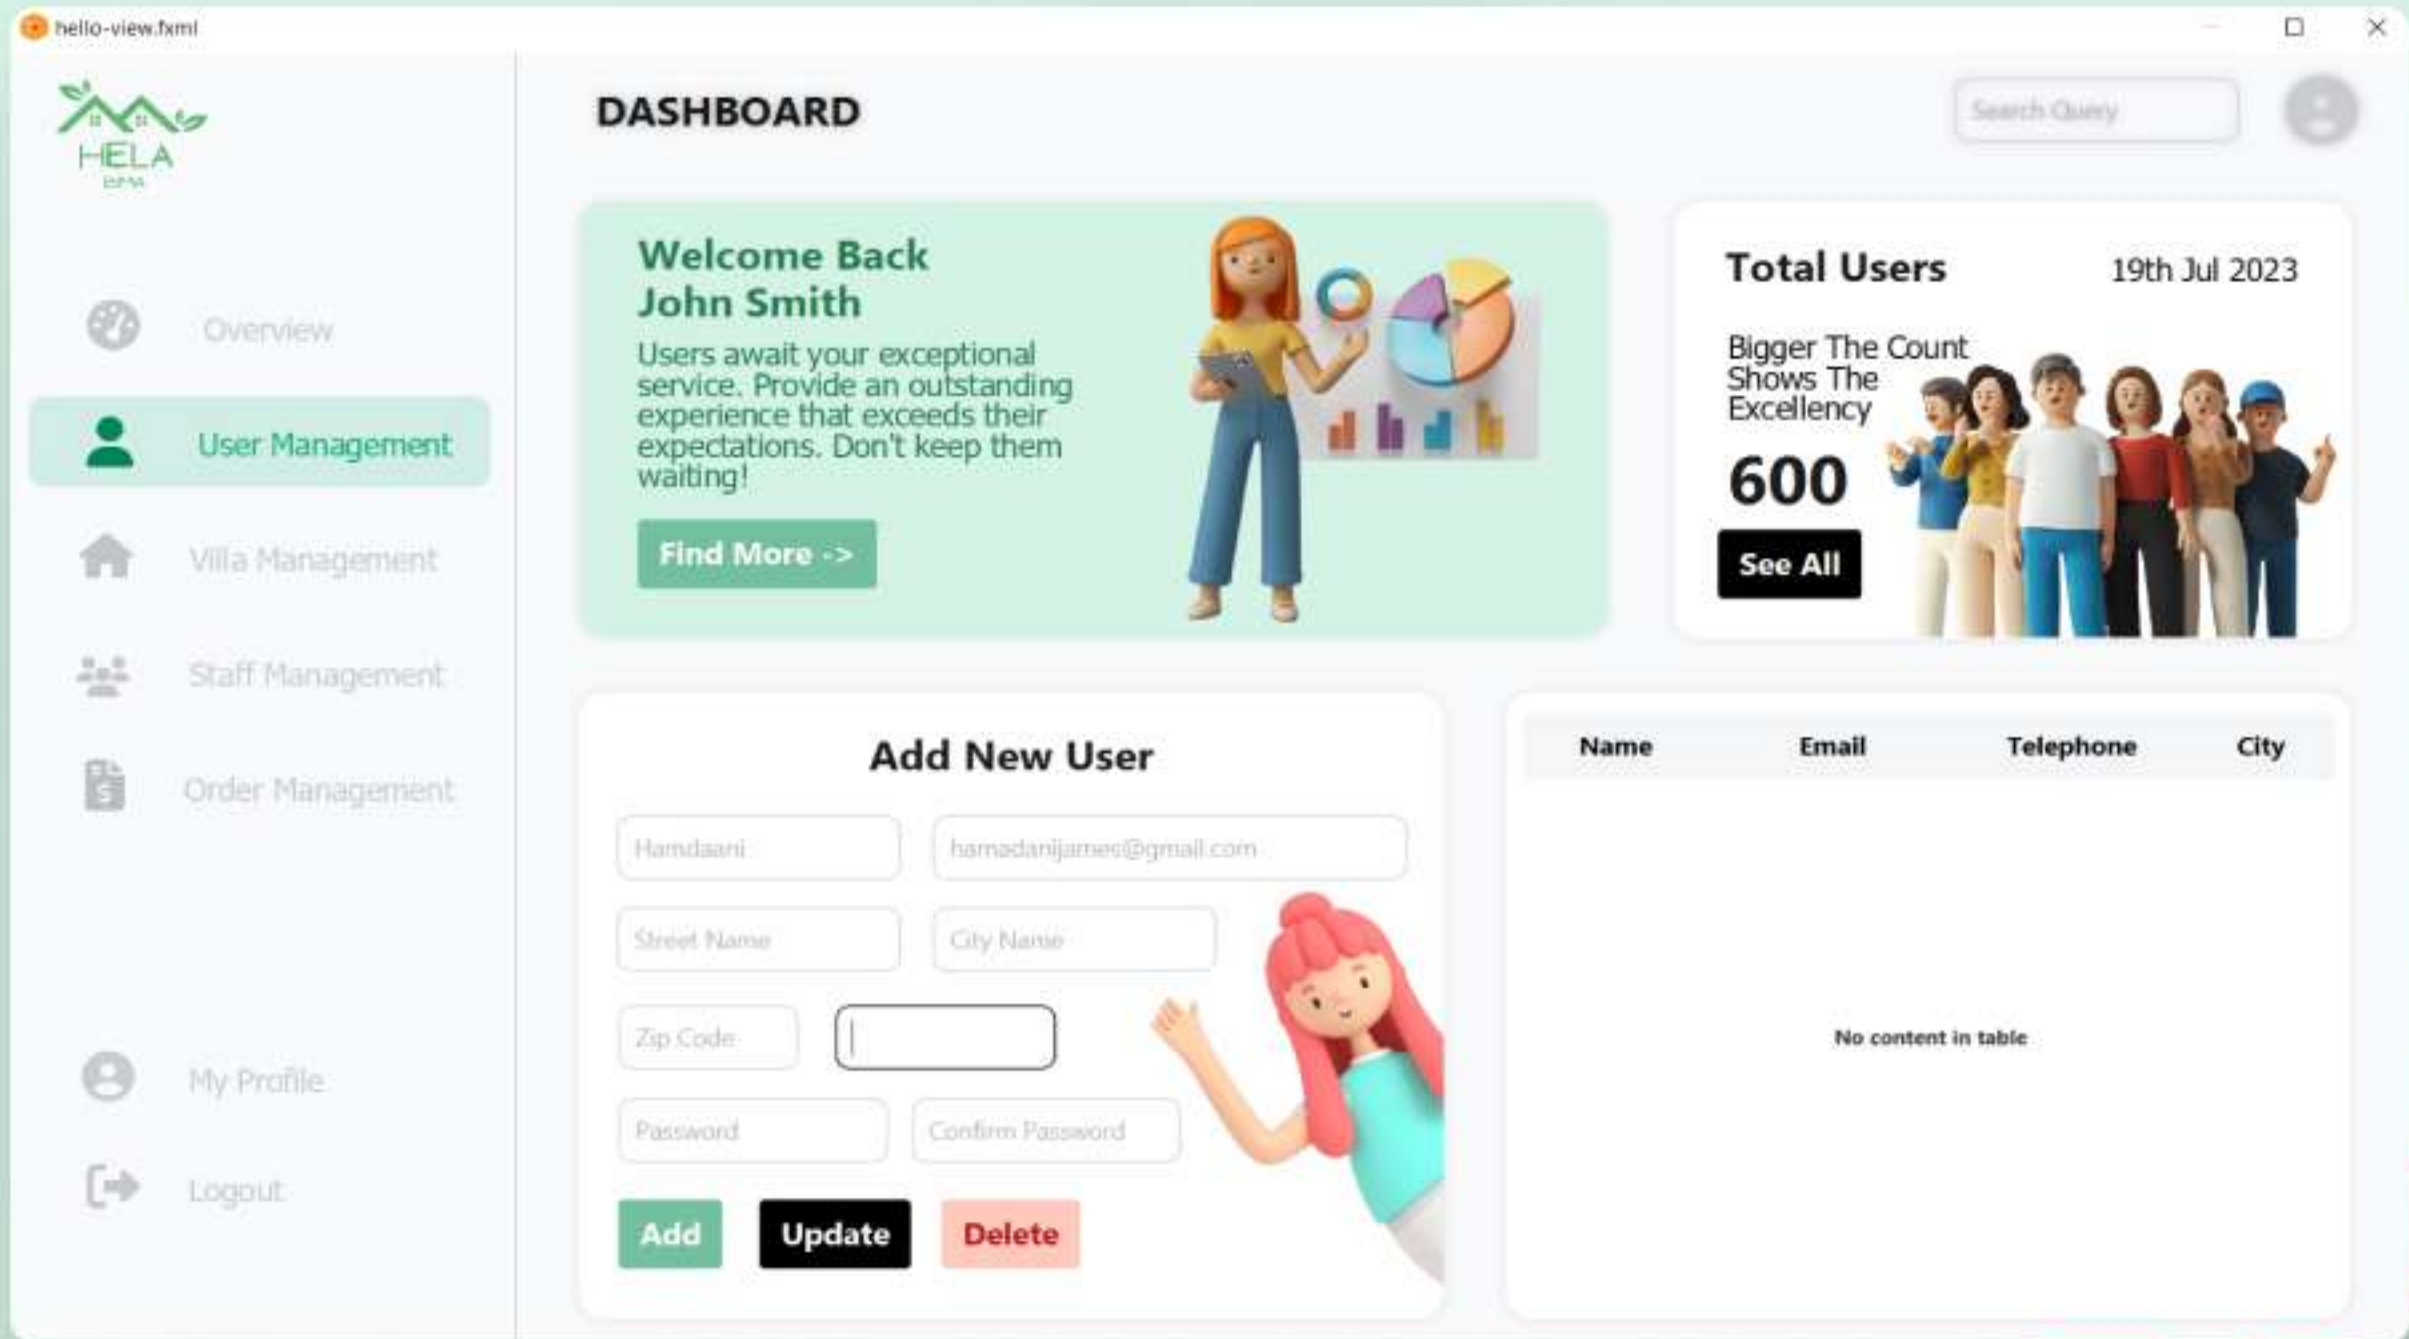 hello-view.fxml
HELA
DASHBOARD
Search Query
Overview
User Management
Villa Management
Staff Management
Order Management
My Profile
Logout
Welcome Back
John Smith
Users await your exceptional
service. Provide an outstanding
experience that exceeds their
expectations. Don't keep them
waiting!
Find More ->
Total Users
19th Jul 2023
Bigger The Count
Shows The
Excellency
600
See All
Add New User
Hamdaani
hamadanijames@gmail.com
Street Name
City Name
Zip Code
Password
Confirm Password
Add
Update
Delete
Name
Email
Telephone
City
No content in table